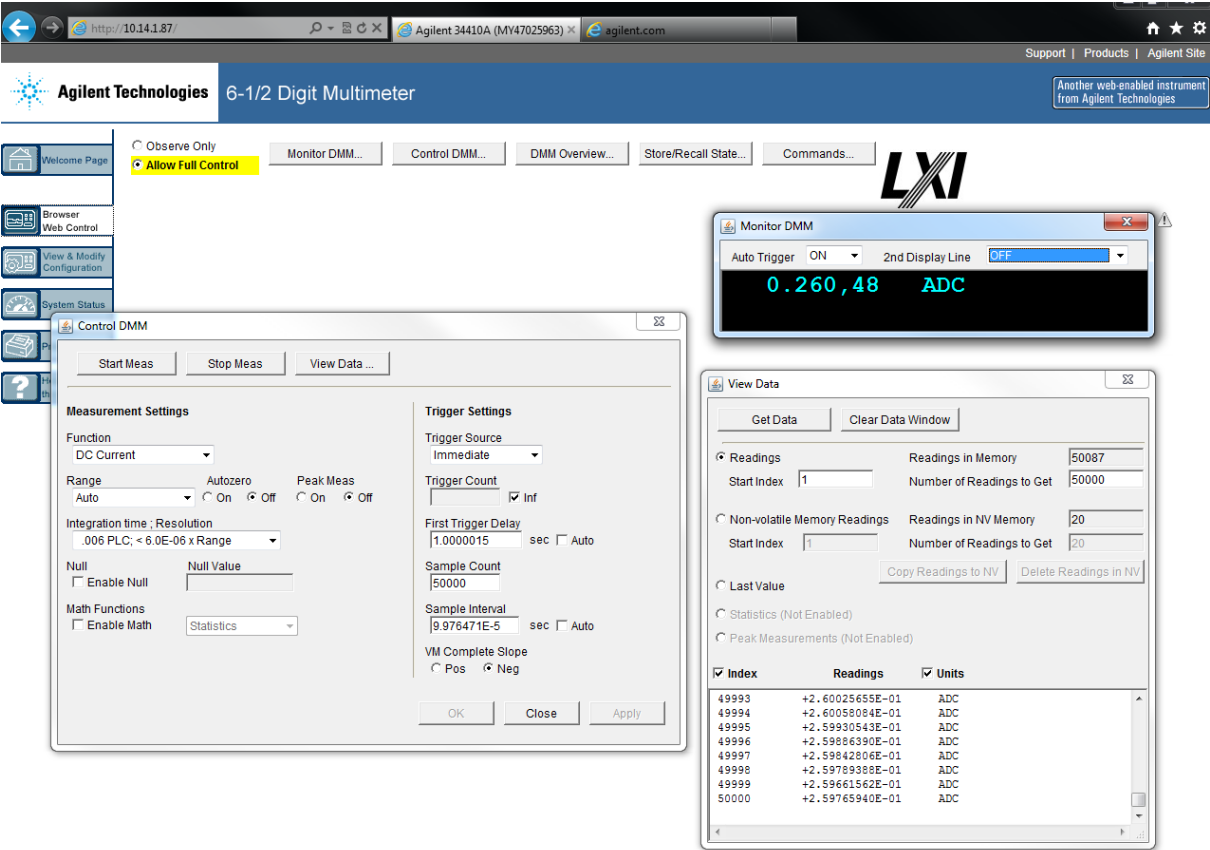 http://10.14.1.87/
Agilent 34410A (MY47025963)
agilent.com
Support | Products | Agilent Site
Agilent Technologies
6-1/2 Digit Multimeter
Another web-enabled instrument
from Agilent Technologies
Welcome Page
Observe Only
Allow Full Control
Monitor DMM...
Control DMM...
DMM Overview...
Store/Recall State...
Commands...
LXI
Browser
Web Control
View & Modify
Configuration
System Status
Monitor DMM
Auto Trigger ON 2nd Display Line OFF
0.260,48 ADC
Control DMM
Start Meas
Stop Meas
View Data ...
Measurement Settings
Function
DC Current
Range Autozero Peak Meas
Auto On Off On Off
Integration time ; Resolution
.006 PLC; < 6.0E-06 x Range
Null Null Value
Enable Null
Math Functions
Enable Math Statistics
Trigger Settings
Trigger Source
Immediate
Trigger Count
Inf
First Trigger Delay
1.0000015 sec Auto
Sample Count
50000
Sample Interval
9.976471E-5 sec Auto
VM Complete Slope
Pos Neg
OK Close Apply
View Data
Get Data Clear Data Window
Readings Readings in Memory 50087
Start Index 1 Number of Readings to Get 50000
Non-volatile Memory Readings Readings in NV Memory 20
Start Index 1 Number of Readings to Get 20
Copy Readings to NV Delete Readings in NV
Last Value
Statistics (Not Enabled)
Peak Measurements (Not Enabled)
Index Readings Units
49993 +2.60025655E-01 ADC
49994 +2.60058084E-01 ADC
49995 +2.59930543E-01 ADC
49996 +2.59886390E-01 ADC
49997 +2.59842806E-01 ADC
49998 +2.59789388E-01 ADC
49999 +2.59661562E-01 ADC
50000 +2.59765940E-01 ADC